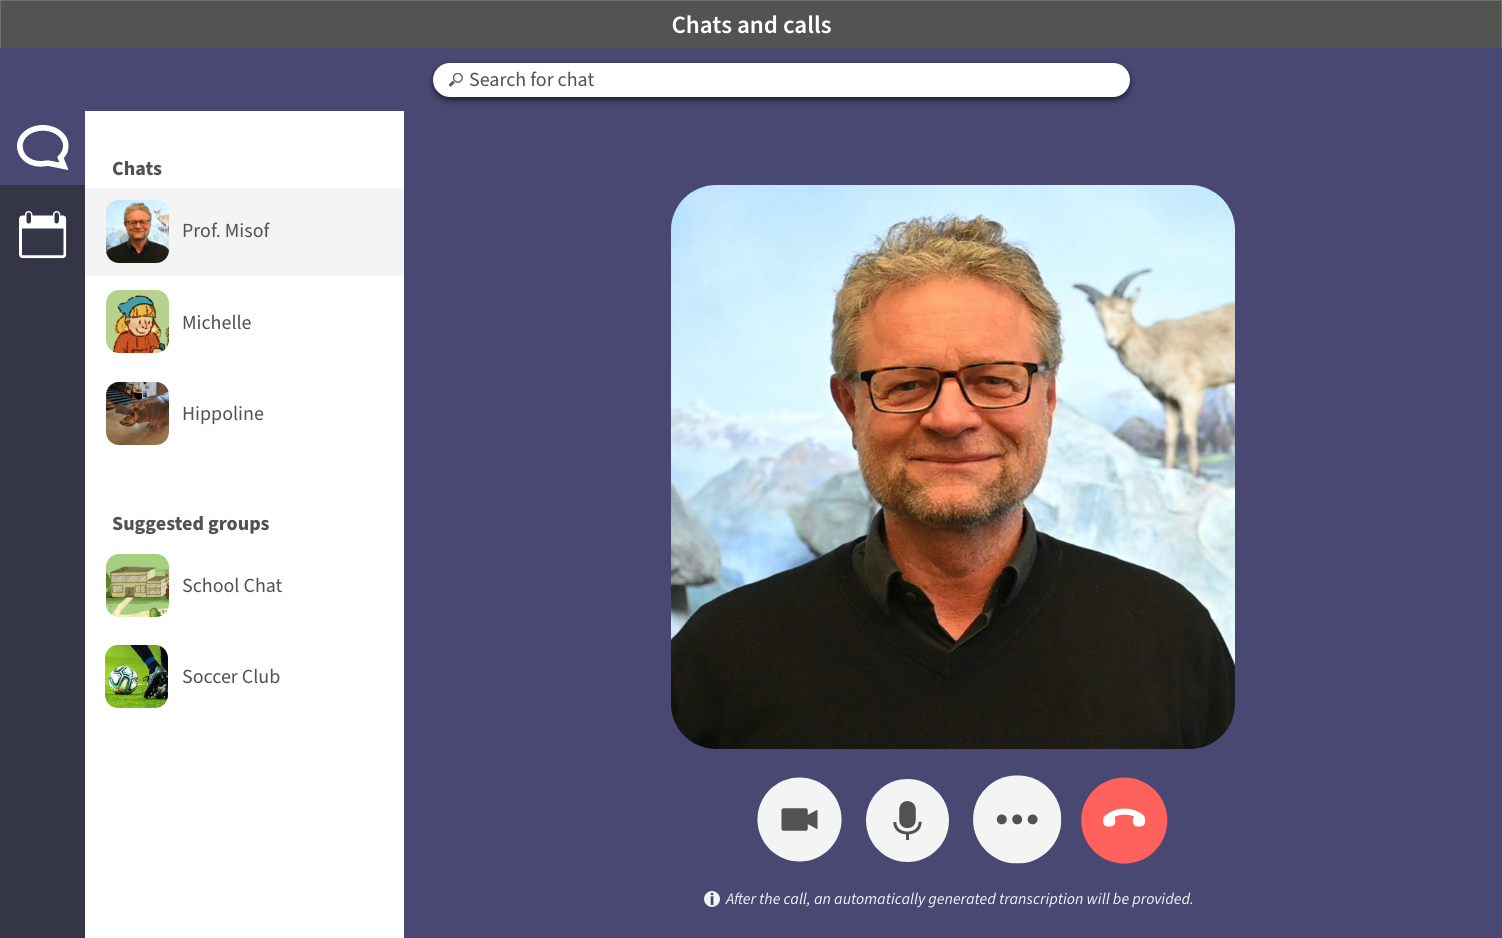 Chats and calls
Search for chat
Chats
Prof. Misof
Michelle
Hippoline
Suggested groups
School Chat
Soccer Club
After the call, an automatically generated transcription will be provided.